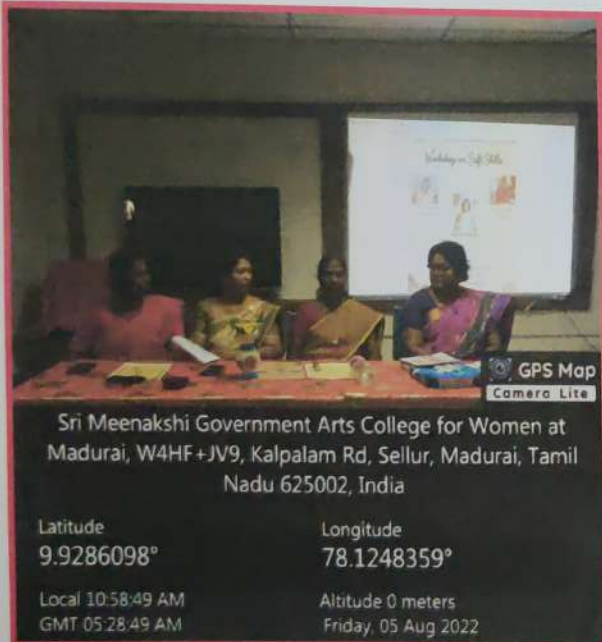 Workshop on Soft Skills
GPS Map
Camera Lite
Sri Meenakshi Government Arts College for Women at
Madurai, W4HF+JV9, Kalpalam Rd, Sellur, Madurai, Tamil
Nadu 625002, India
Latitude
9.9286098°
Longitude
78.1248359°
Local 10:58:49 AM
GMT 05:28:49 AM
Altitude 0 meters
Friday, 05 Aug 2022